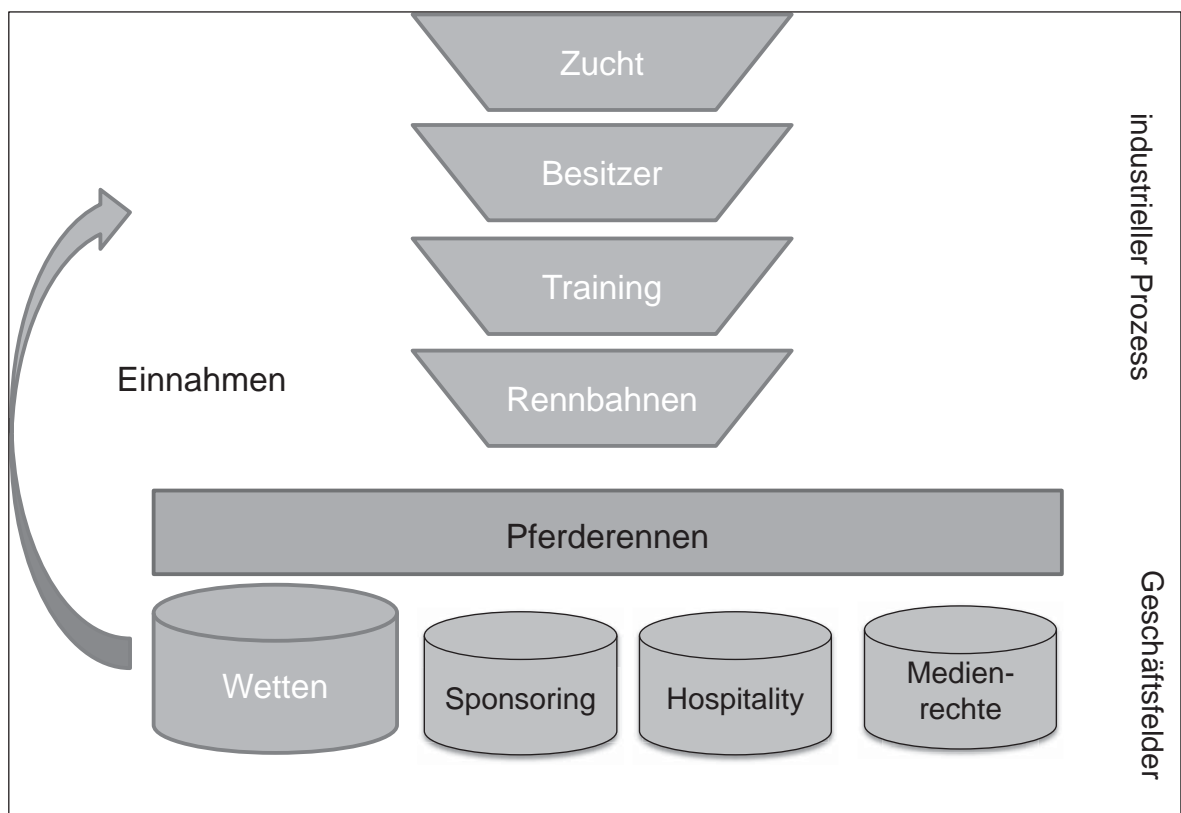 Zucht
Besitzer
Training
Rennbahnen
industrieller Prozess
Einnahmen
Pferderennen
Wetten
Sponsoring
Hospitality
Medien-
rechte
Geschäftsfelder